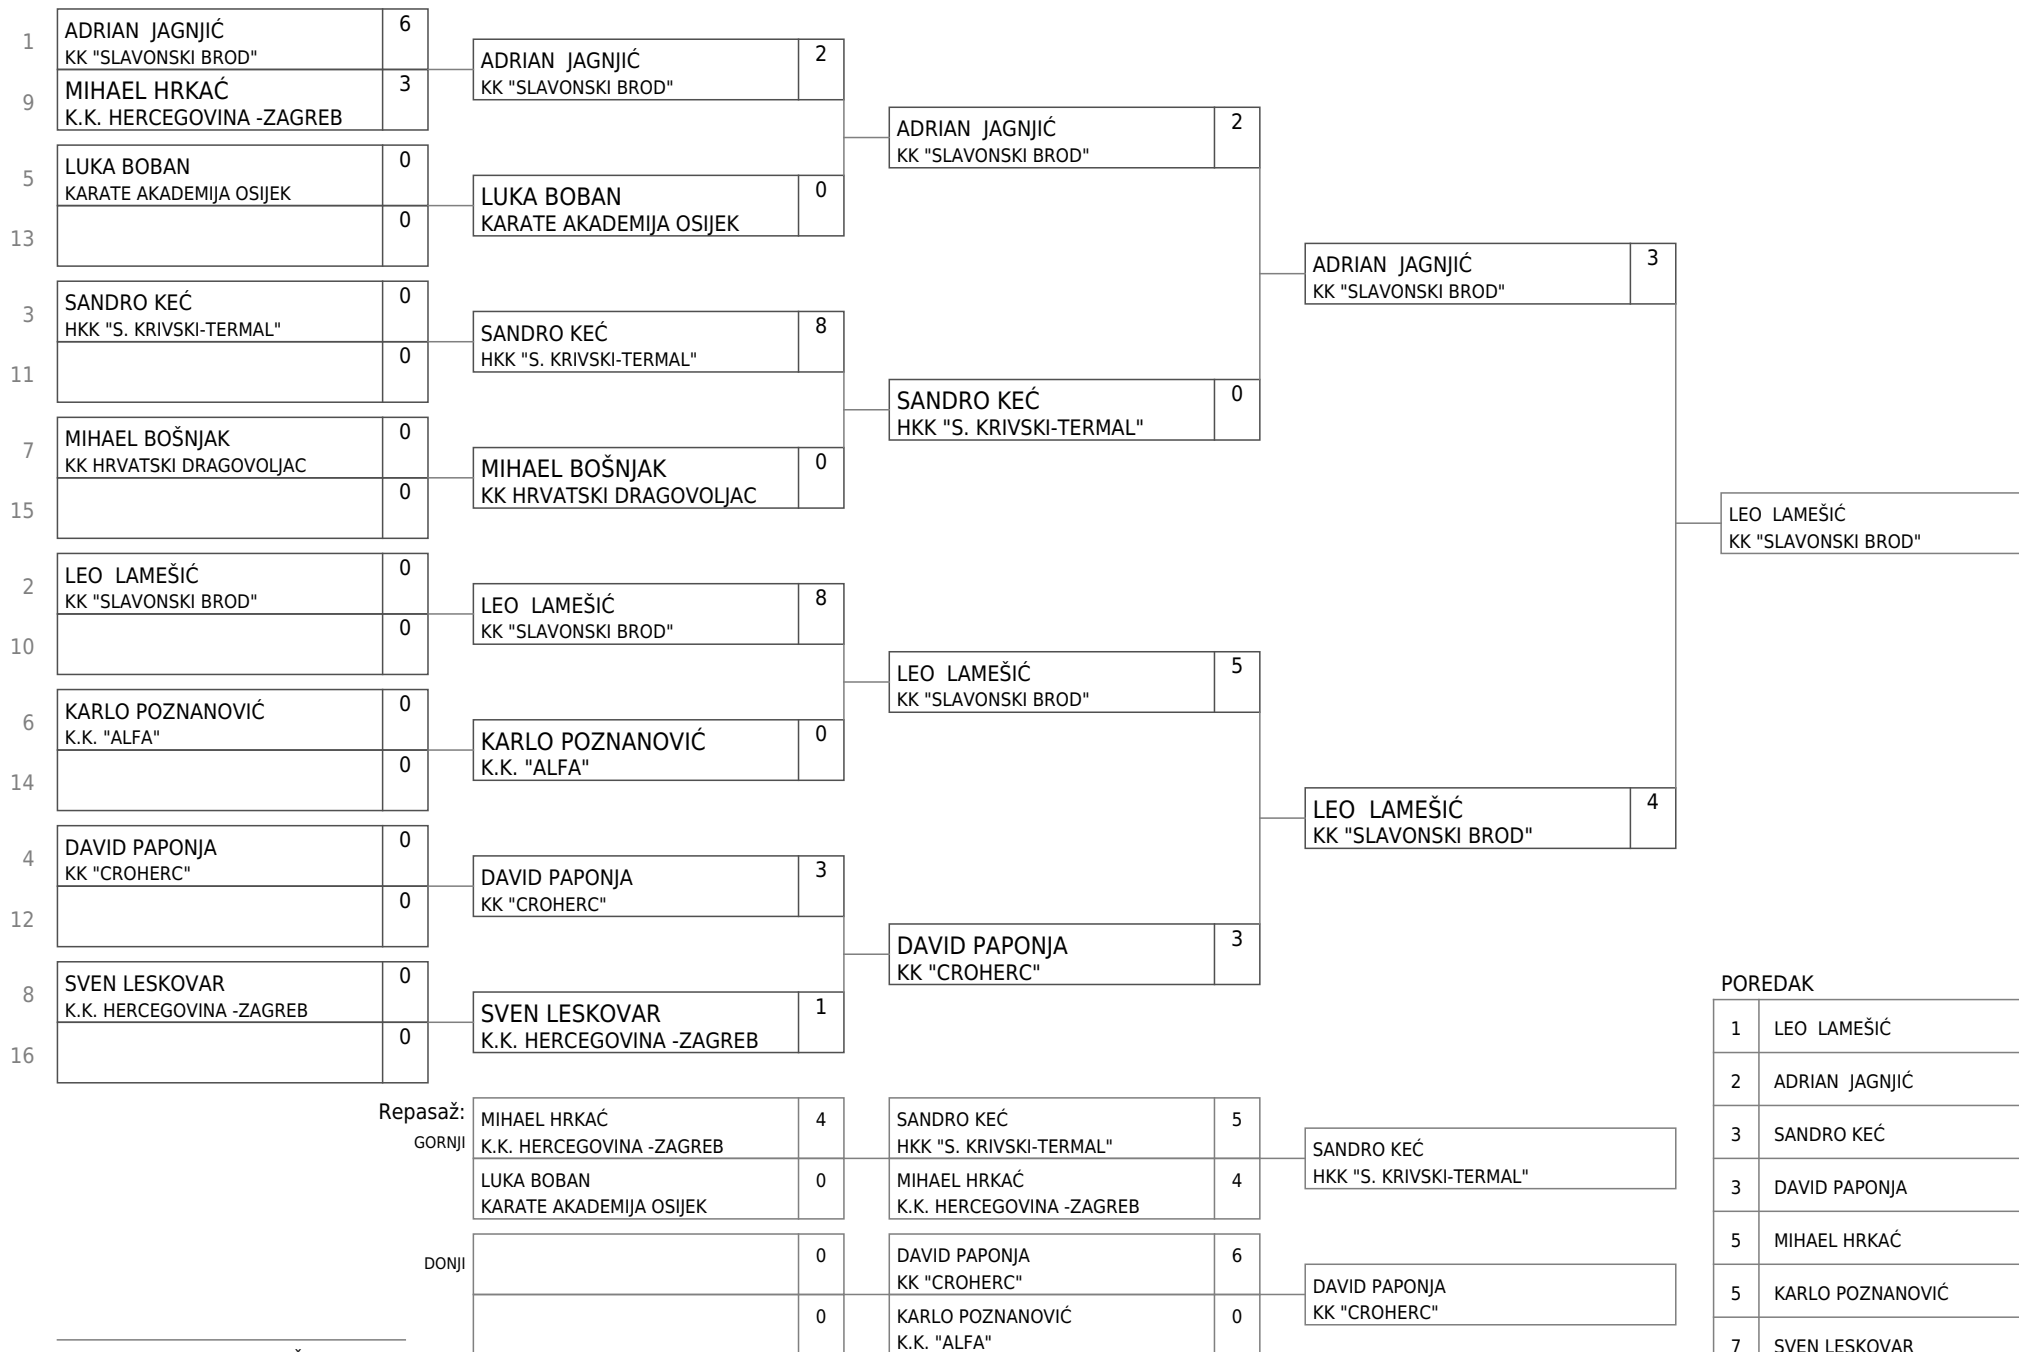 1
ADRIAN  JAGNJIĆ
KK "SLAVONSKI BROD"
6
9
MIHAEL HRKAĆ
K.K. HERCEGOVINA -ZAGREB
3
5
LUKA BOBAN
KARATE AKADEMIJA OSIJEK
0
13
0
3
SANDRO KEĆ
HKK "S. KRIVSKI-TERMAL"
0
11
0
7
MIHAEL BOŠNJAK
KK HRVATSKI DRAGOVOLJAC
0
15
0
2
LEO  LAMEŠIĆ
KK "SLAVONSKI BROD"
0
10
0
6
KARLO POZNANOVIĆ
K.K. "ALFA"
0
14
0
4
DAVID PAPONJA
KK "CROHERC"
0
12
0
8
SVEN LESKOVAR
K.K. HERCEGOVINA -ZAGREB
0
16
0
ADRIAN  JAGNJIĆ
KK "SLAVONSKI BROD"
2
LUKA BOBAN
KARATE AKADEMIJA OSIJEK
0
SANDRO KEĆ
HKK "S. KRIVSKI-TERMAL"
8
MIHAEL BOŠNJAK
KK HRVATSKI DRAGOVOLJAC
0
LEO  LAMEŠIĆ
KK "SLAVONSKI BROD"
8
KARLO POZNANOVIĆ
K.K. "ALFA"
0
DAVID PAPONJA
KK "CROHERC"
3
SVEN LESKOVAR
K.K. HERCEGOVINA -ZAGREB
1
ADRIAN  JAGNJIĆ
KK "SLAVONSKI BROD"
2
SANDRO KEĆ
HKK "S. KRIVSKI-TERMAL"
0
LEO  LAMEŠIĆ
KK "SLAVONSKI BROD"
5
DAVID PAPONJA
KK "CROHERC"
3
ADRIAN  JAGNJIĆ
KK "SLAVONSKI BROD"
3
LEO  LAMEŠIĆ
KK "SLAVONSKI BROD"
4
LEO  LAMEŠIĆ
KK "SLAVONSKI BROD"
Repasaž:
GORNJI
MIHAEL HRKAĆ
K.K. HERCEGOVINA -ZAGREB
4
LUKA BOBAN
KARATE AKADEMIJA OSIJEK
0
SANDRO KEĆ
HKK "S. KRIVSKI-TERMAL"
5
MIHAEL HRKAĆ
K.K. HERCEGOVINA -ZAGREB
4
SANDRO KEĆ
HKK "S. KRIVSKI-TERMAL"
DONJI
0
0
DAVID PAPONJA
KK "CROHERC"
6
KARLO POZNANOVIĆ
K.K. "ALFA"
0
DAVID PAPONJA
KK "CROHERC"
POREDAK
1 LEO  LAMEŠIĆ
2 ADRIAN  JAGNJIĆ
3 SANDRO KEĆ
3 DAVID PAPONJA
5 MIHAEL HRKAĆ
5 KARLO POZNANOVIĆ
7 SVEN LESKOVAR